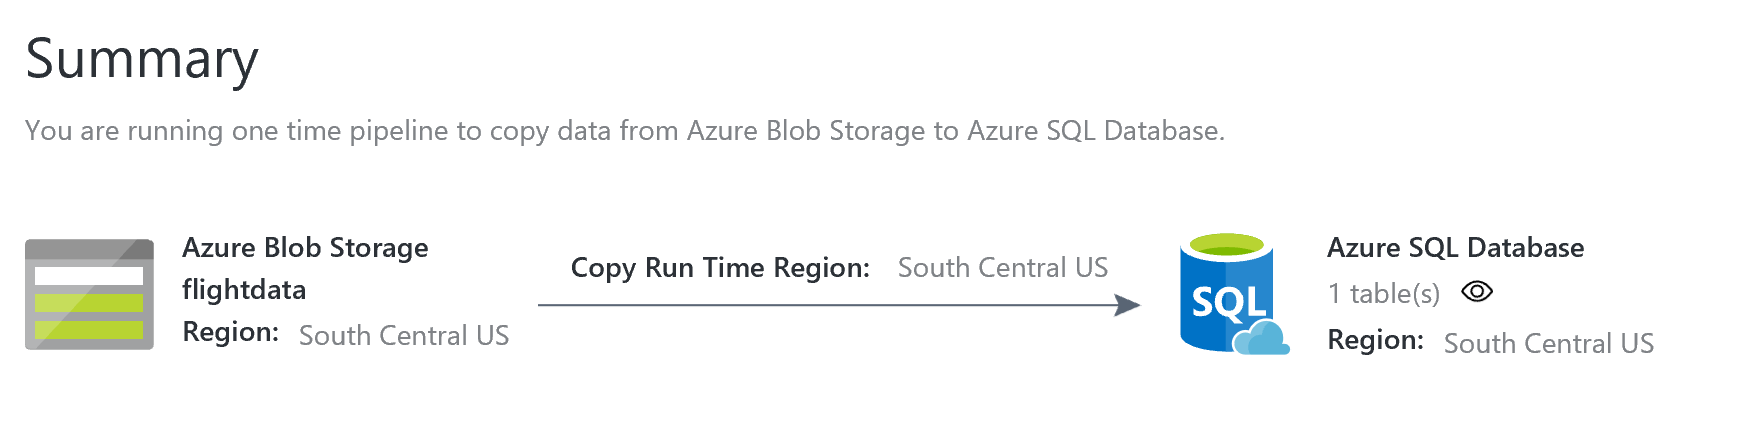 Summary
You are running one time pipeline to copy data from Azure Blob Storage to Azure SQL Database.
Azure Blob Storage
flightdata
Region: South Central US
Copy Run Time Region: South Central US
SQL
Azure SQL Database
1 table(s)
Region: South Central US